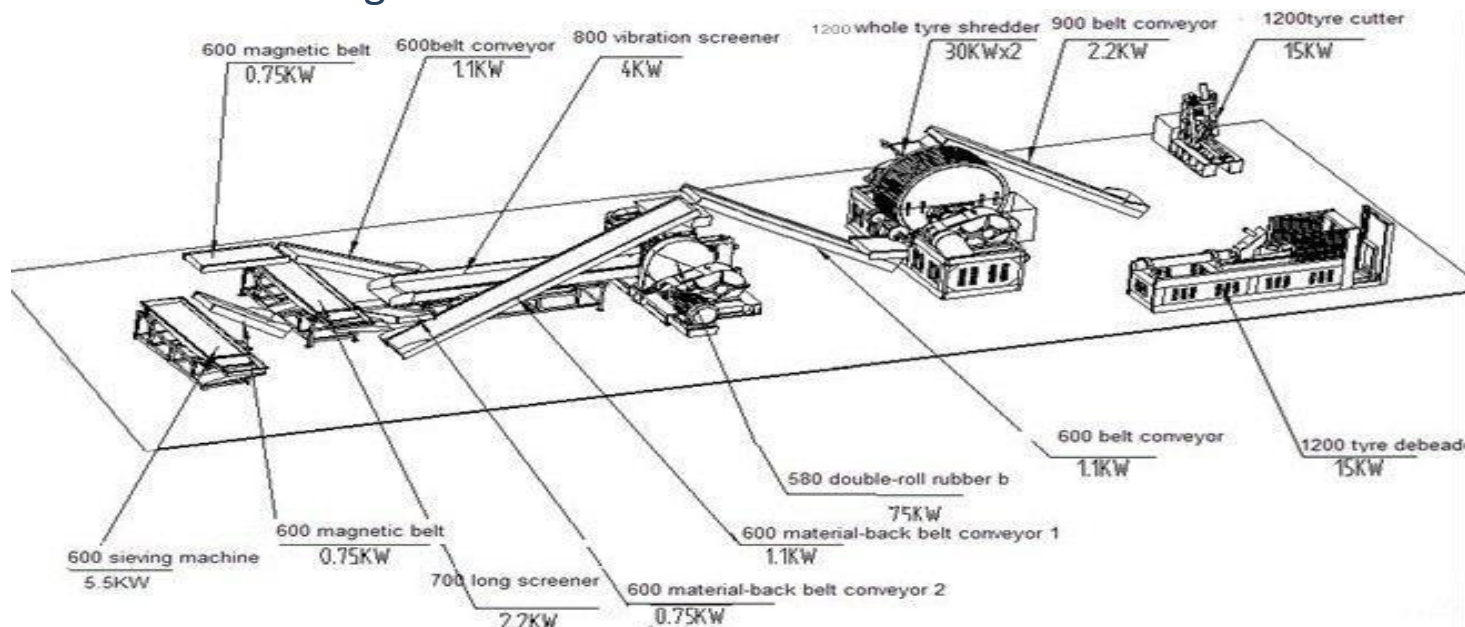 600 magnetic belt
0.75KW
600belt conveyor
1.1KW
800 vibration screener
4KW
1200 whole tyre shredder
30KWx2
900 belt conveyor
2.2KW
1200tyre cutter
15KW
600 belt conveyor
1.1KW
1200 tyre debead
15KW
580 double-roll rubber b
75KW
600 material-back belt conveyor 1
1.1KW
600 magnetic belt
0.75KW
600 sieving machine
5.5KW
700 long screener
2.2KW
600 material-back belt conveyor 2
0.75KW